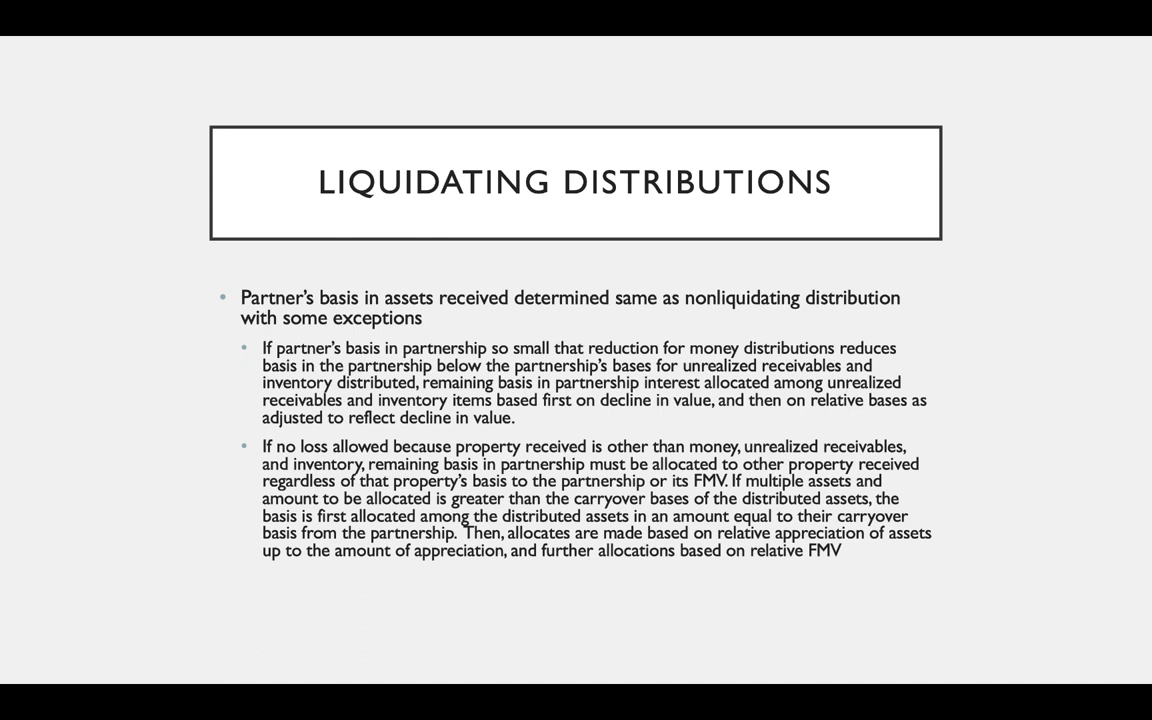 LIQUIDATING DISTRIBUTIONS
• Partner's basis in assets received determined same as nonliquidating distribution
with some exceptions
• If partner's basis in partnership so small that reduction for money distributions reduces
basis in the partnership below the partnership's bases for unrealized receivables and
inventory distributed, remaining basis in partnership interest allocated among unrealized
receivables and inventory items based first on decline in value, and then on relative bases as
adjusted to reflect decline in value.
• If no loss allowed because property received is other than money, unrealized receivables,
and inventory, remaining basis in partnership must be allocated to other property received
regardless of that property's basis to the partnership or its FMV. If multiple assets and
amount to be allocated is greater than the carryover bases of the distributed assets, the
basis is first allocated among the distributed assets in an amount equal to their carryover
basis from the partnership. Then, allocates are made based on relative appreciation of assets
up to the amount of appreciation, and further allocations based on relative FMV